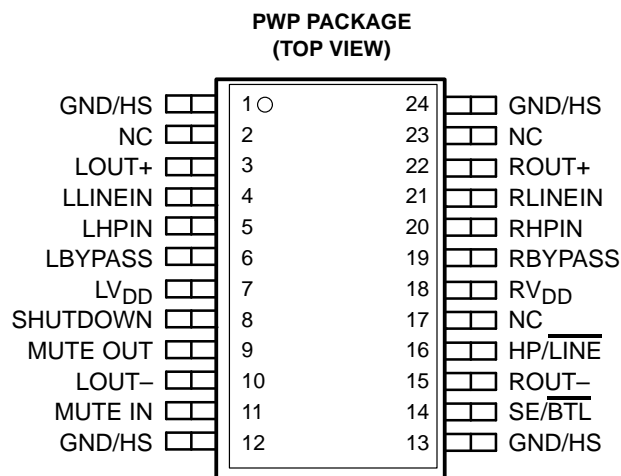 PWP PACKAGE
(TOP VIEW)
GND/HS 1 24 GND/HS
NC 2 23 NC
LOUT+ 3 22 ROUT+
LLINEIN 4 21 RLINEIN
LHPIN 5 20 RHPIN
LBYPASS 6 19 RBYPASS
LVDD 7 18 RVDD
SHUTDOWN 8 17 NC
MUTE OUT 9 16 HP/L̅I̅N̅E̅
LOUT– 10 15 ROUT–
MUTE IN 11 14 SE/B̅T̅L̅
GND/HS 12 13 GND/HS